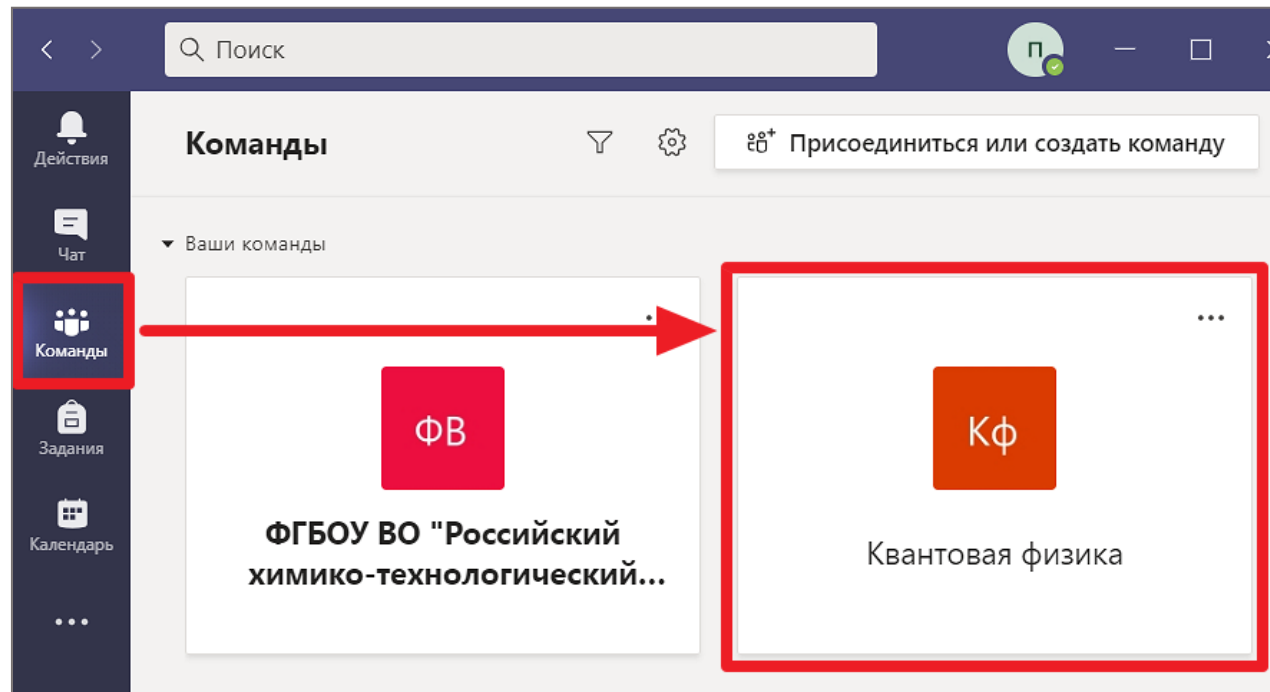 Поиск
П
Действия
Команды
Присоединиться или создать команду
Чат
Ваши команды
Команды
Задания
ФВ
Кф
Календарь
ФГБОУ ВО "Российский
химико-технологический...
Квантовая физика